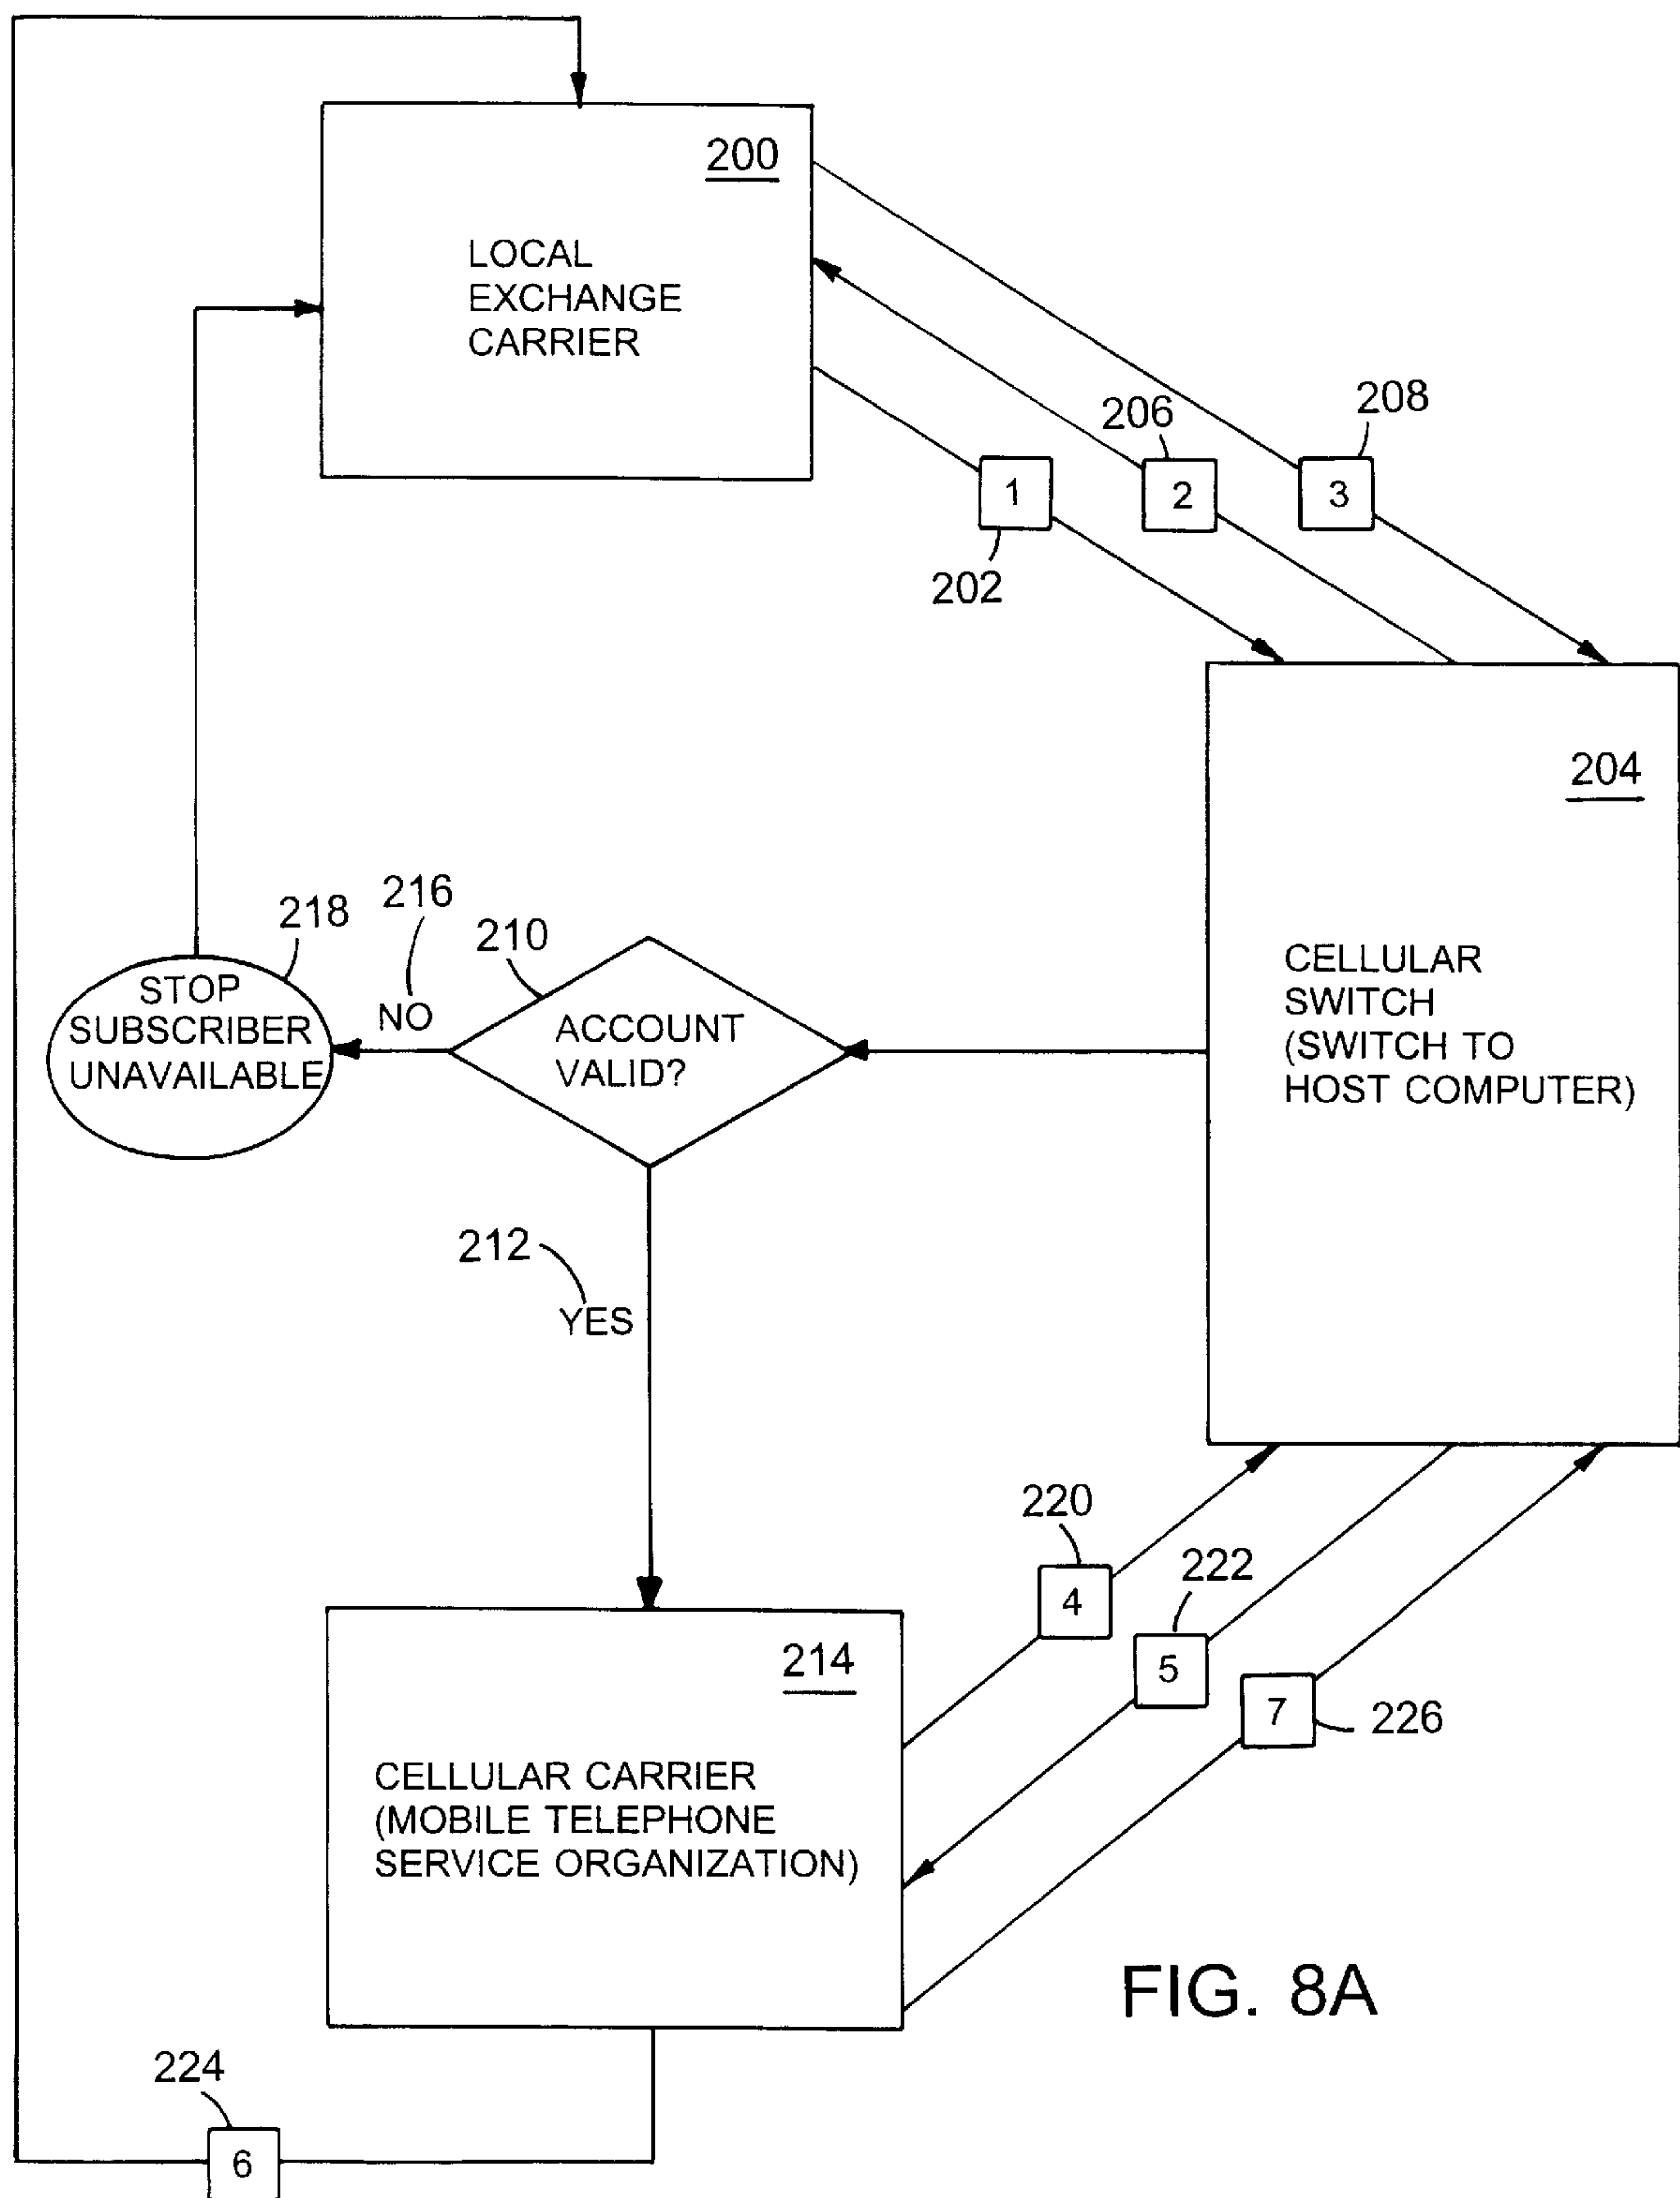 200
LOCAL
EXCHANGE
CARRIER
208
206
1
2
3
202
204
CELLULAR
SWITCH
(SWITCH TO
HOST COMPUTER)
216
218
210
STOP
SUBSCRIBER
UNAVAILABLE
NO
ACCOUNT
VALID?
212
YES
220
222
4
5
7
226
214
CELLULAR CARRIER
(MOBILE TELEPHONE
SERVICE ORGANIZATION)
FIG. 8A
224
6